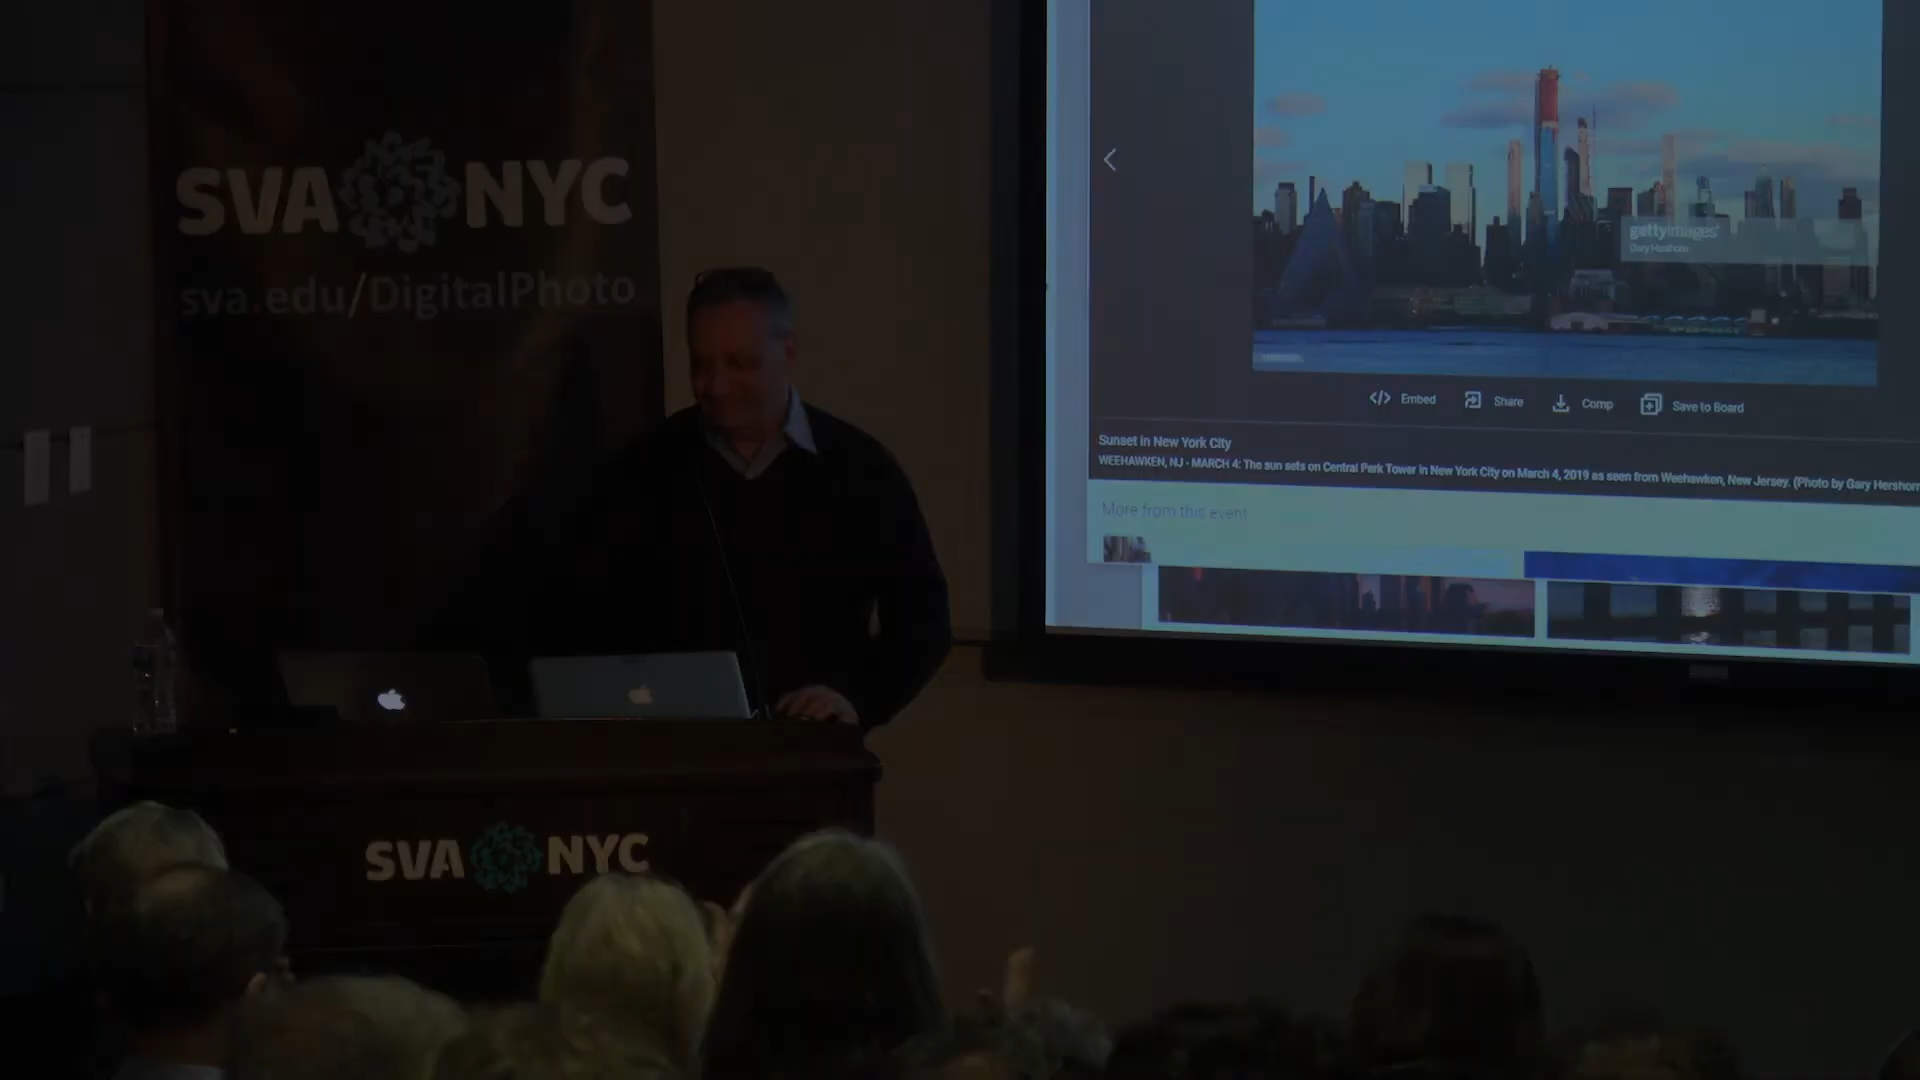 SVA NYC
sva.edu/DigitalPhoto
gettyimages®
Gary Hershorn
Embed
Share
Comp
Save to Board
Sunset in New York City
WEEHAWKEN, NJ - MARCH 4: The sun sets on Central Park Tower in New York City on March 4, 2019 as seen from Weehawken, New Jersey. (Photo by Gary Hershorn
More from this event
SVA NYC